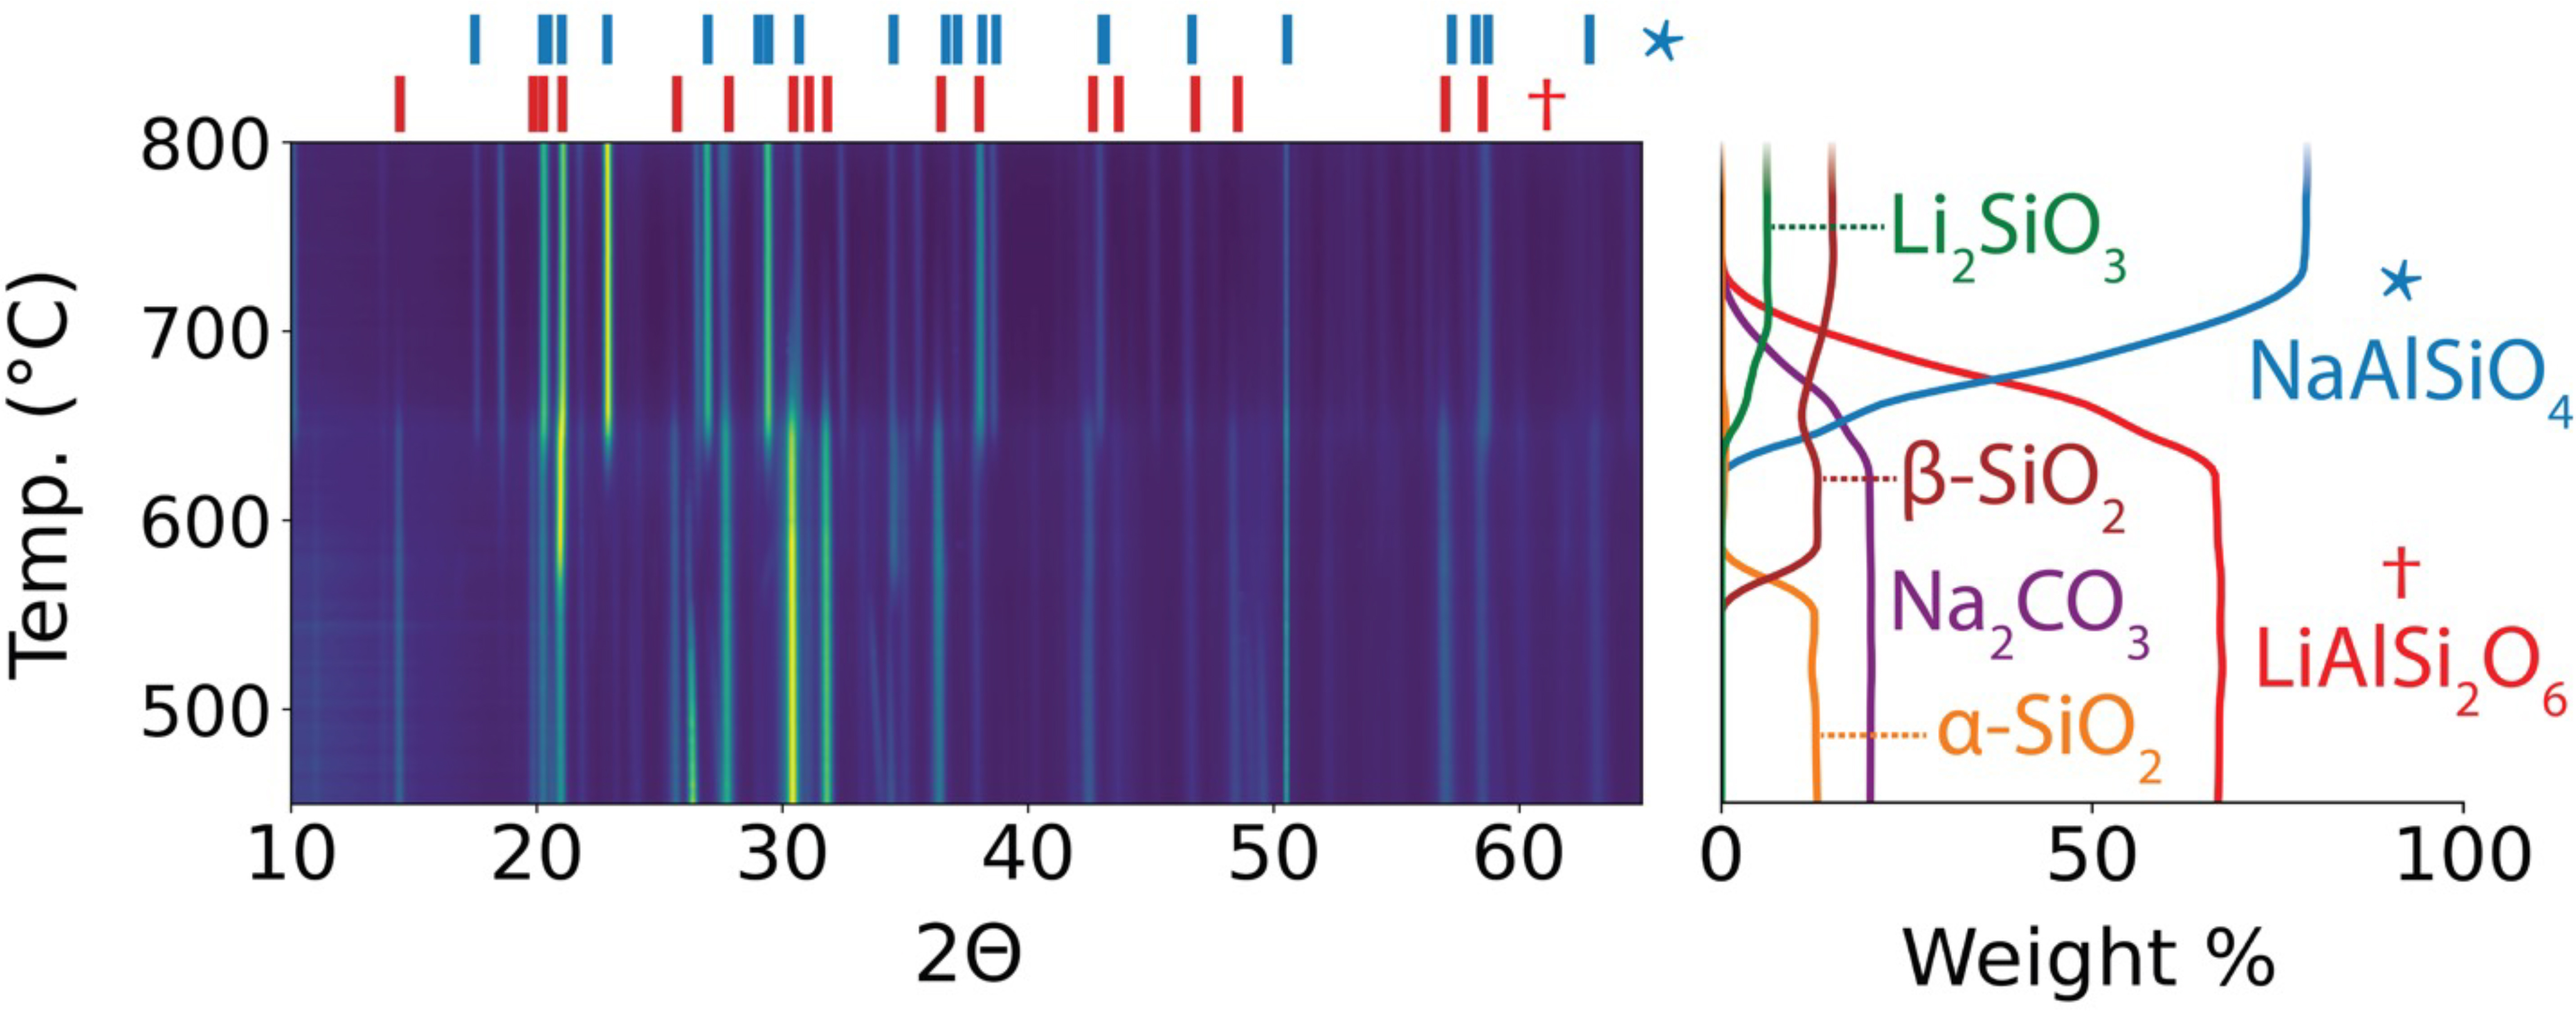 *
†
800
700
600
500
Temp. (°C)
10 20 30 40 50 60
2Θ
Li₂SiO₃
*
NaAlSiO₄
β-SiO₂
Na₂CO₃
†
LiAlSi₂O₆
α-SiO₂
0 50 100
Weight %